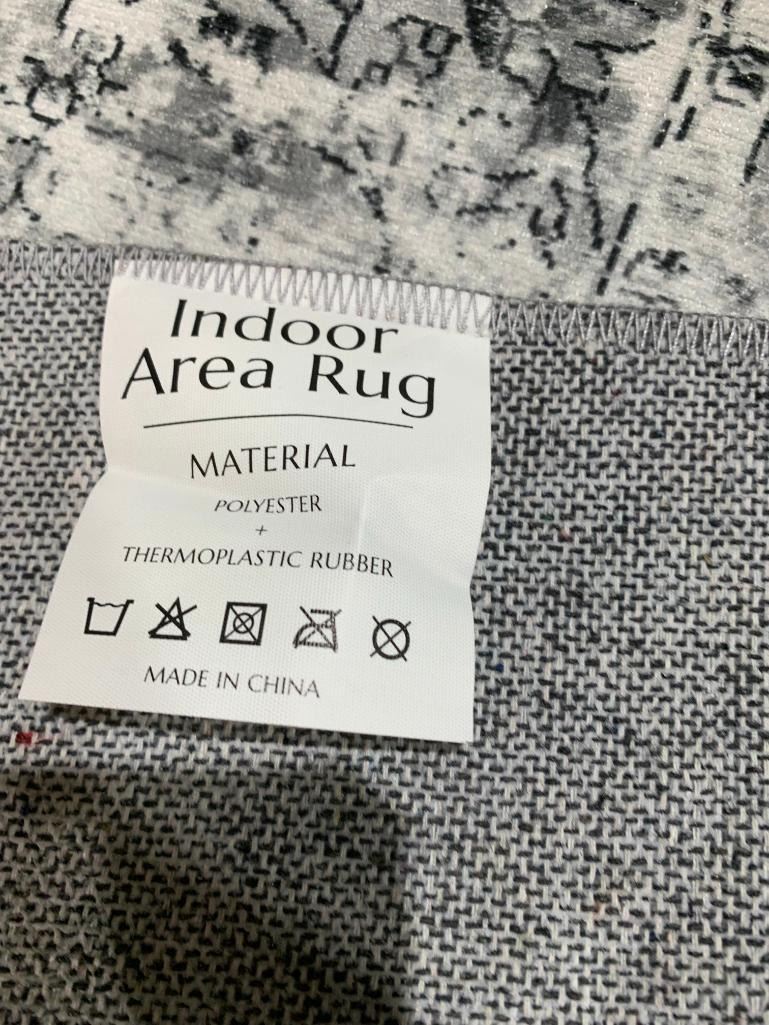 Indoor
Area Rug
MATERIAL
POLYESTER
+
THERMOPLASTIC RUBBER
MADE IN CHINA